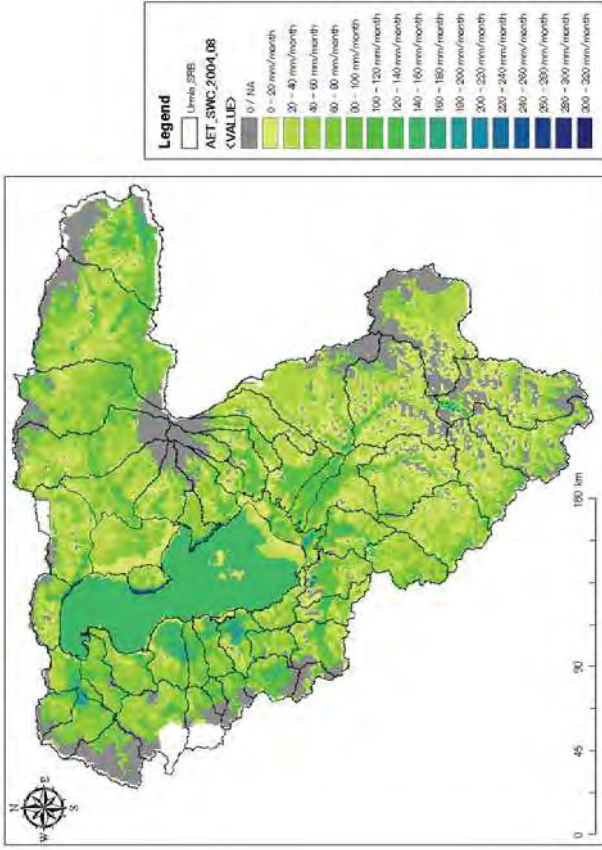 N
W
E
S
0
45
90
180 km
Legend
Urmia_SRB
AET_SWC_2004_08
<VALUE>
0 / NA
0 - 20 mm/month
20 - 40 mm/month
40 - 60 mm/month
60 - 80 mm/month
80 - 100 mm/month
100 - 120 mm/month
120 - 140 mm/month
140 - 160 mm/month
160 - 180 mm/month
180 - 200 mm/month
200 - 220 mm/month
220 - 240 mm/month
240 - 260 mm/month
260 - 280 mm/month
280 - 300 mm/month
300 - 320 mm/month